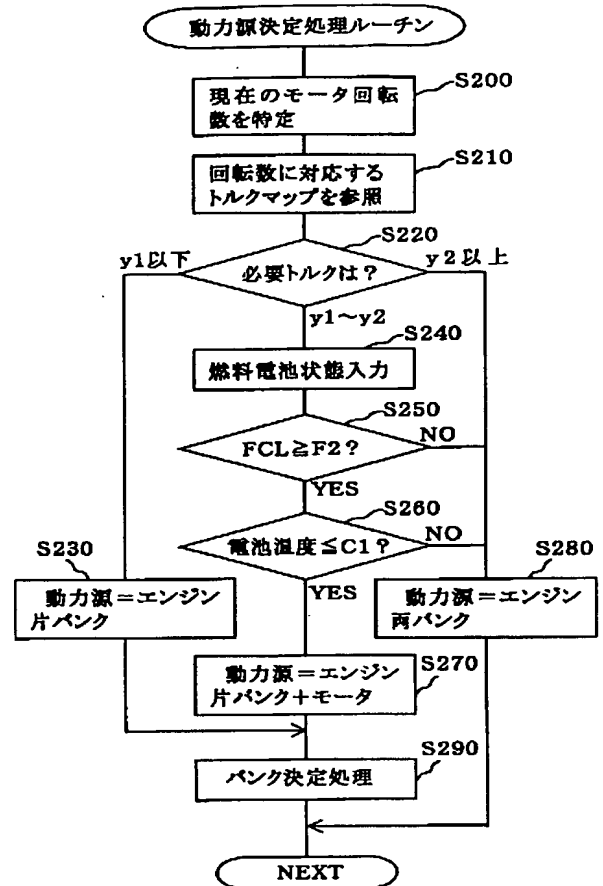 動力源決定処理ルーチン
S200
現在のモータ回転
数を特定
S210
回転数に対応する
トルクマップを参照
S220
y1以下
必要トルクは?
y2以上
y1~y2
S240
燃料電池状態入力
S250
FCL≧F2?
NO
YES
S260
電池温度≦C1?
NO
YES
S230
動力源=エンジン
片バンク
S280
動力源=エンジン
両バンク
S270
動力源=エンジン
片バンク+モータ
S290
バンク決定処理
NEXT